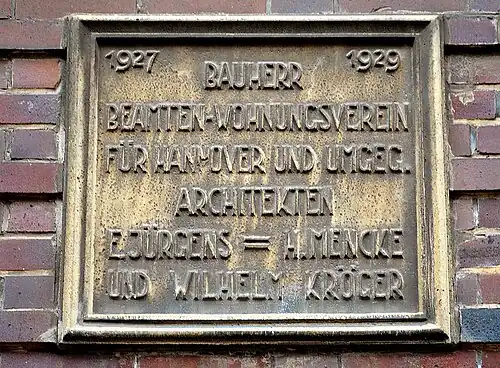 1927 1929
BAUHERR
BEAMTEN-WOHNUNGSVEREIN
FÜR HANNOVER UND UMGEG.
ARCHITEKTEN
E.JÜRGENS = H.MENCKE
UND WILHELM KRÖGER